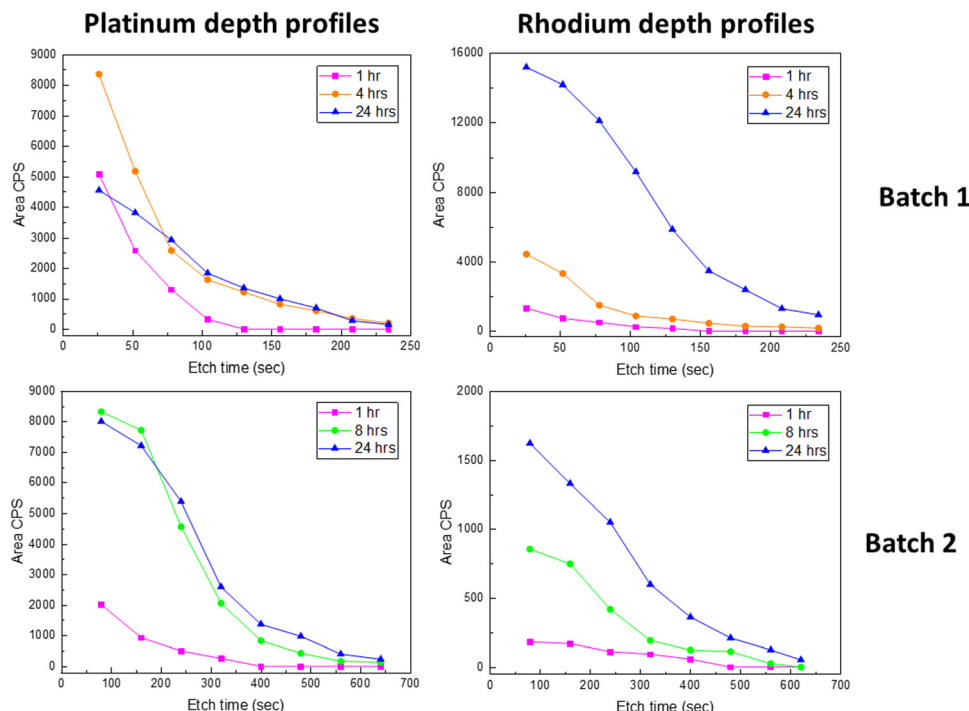 Platinum depth profiles
Rhodium depth profiles
9000
8000
7000
6000
5000
4000
3000
2000
1000
0
Area CPS
1 hr
4 hrs
24 hrs
0 50 100 150 200 250
Etch time (sec)
16000
12000
8000
4000
0
Area CPS
1 hr
4 hrs
24 hrs
0 50 100 150 200 250
Etch time (sec)
Batch 1
9000
8000
7000
6000
5000
4000
3000
2000
1000
0
Area CPS
1 hr
8 hrs
24 hrs
0 100 200 300 400 500 600 700
Etch time (sec)
2000
1500
1000
500
0
Area CPS
1 hr
8 hrs
24 hrs
0 100 200 300 400 500 600 700
Etch time (sec)
Batch 2